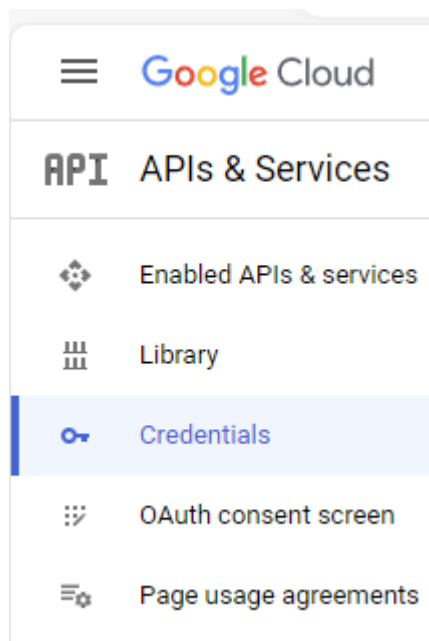 Google Cloud
API APIs & Services
Enabled APIs & services
Library
Credentials
OAuth consent screen
Page usage agreements